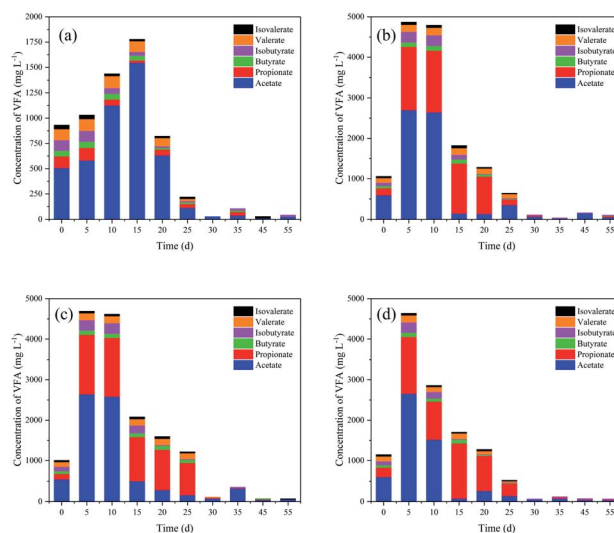 (a)
Isovalerate
Valerate
Isobutyrate
Butyrate
Propionate
Acetate
2000
1750
1500
1250
1000
750
500
250
0
Concentration of VFA (mg L⁻¹)
0 5 10 15 20 25 30 35 45 55
Time (d)
(b)
Isovalerate
Valerate
Isobutyrate
Butyrate
Propionate
Acetate
5000
4000
3000
2000
1000
0
Concentration of VFA (mg L⁻¹)
0 5 10 15 20 25 30 35 45 55
Time (d)
(c)
Isovalerate
Valerate
Isobutyrate
Butyrate
Propionate
Acetate
5000
4000
3000
2000
1000
0
Concentration of VFA (mg L⁻¹)
0 5 10 15 20 25 30 35 45 55
Time (d)
(d)
Isovalerate
Valerate
Isobutyrate
Butyrate
Propionate
Acetate
5000
4000
3000
2000
1000
0
Concentration of VFA (mg L⁻¹)
0 5 10 15 20 25 30 35 45 55
Time (d)